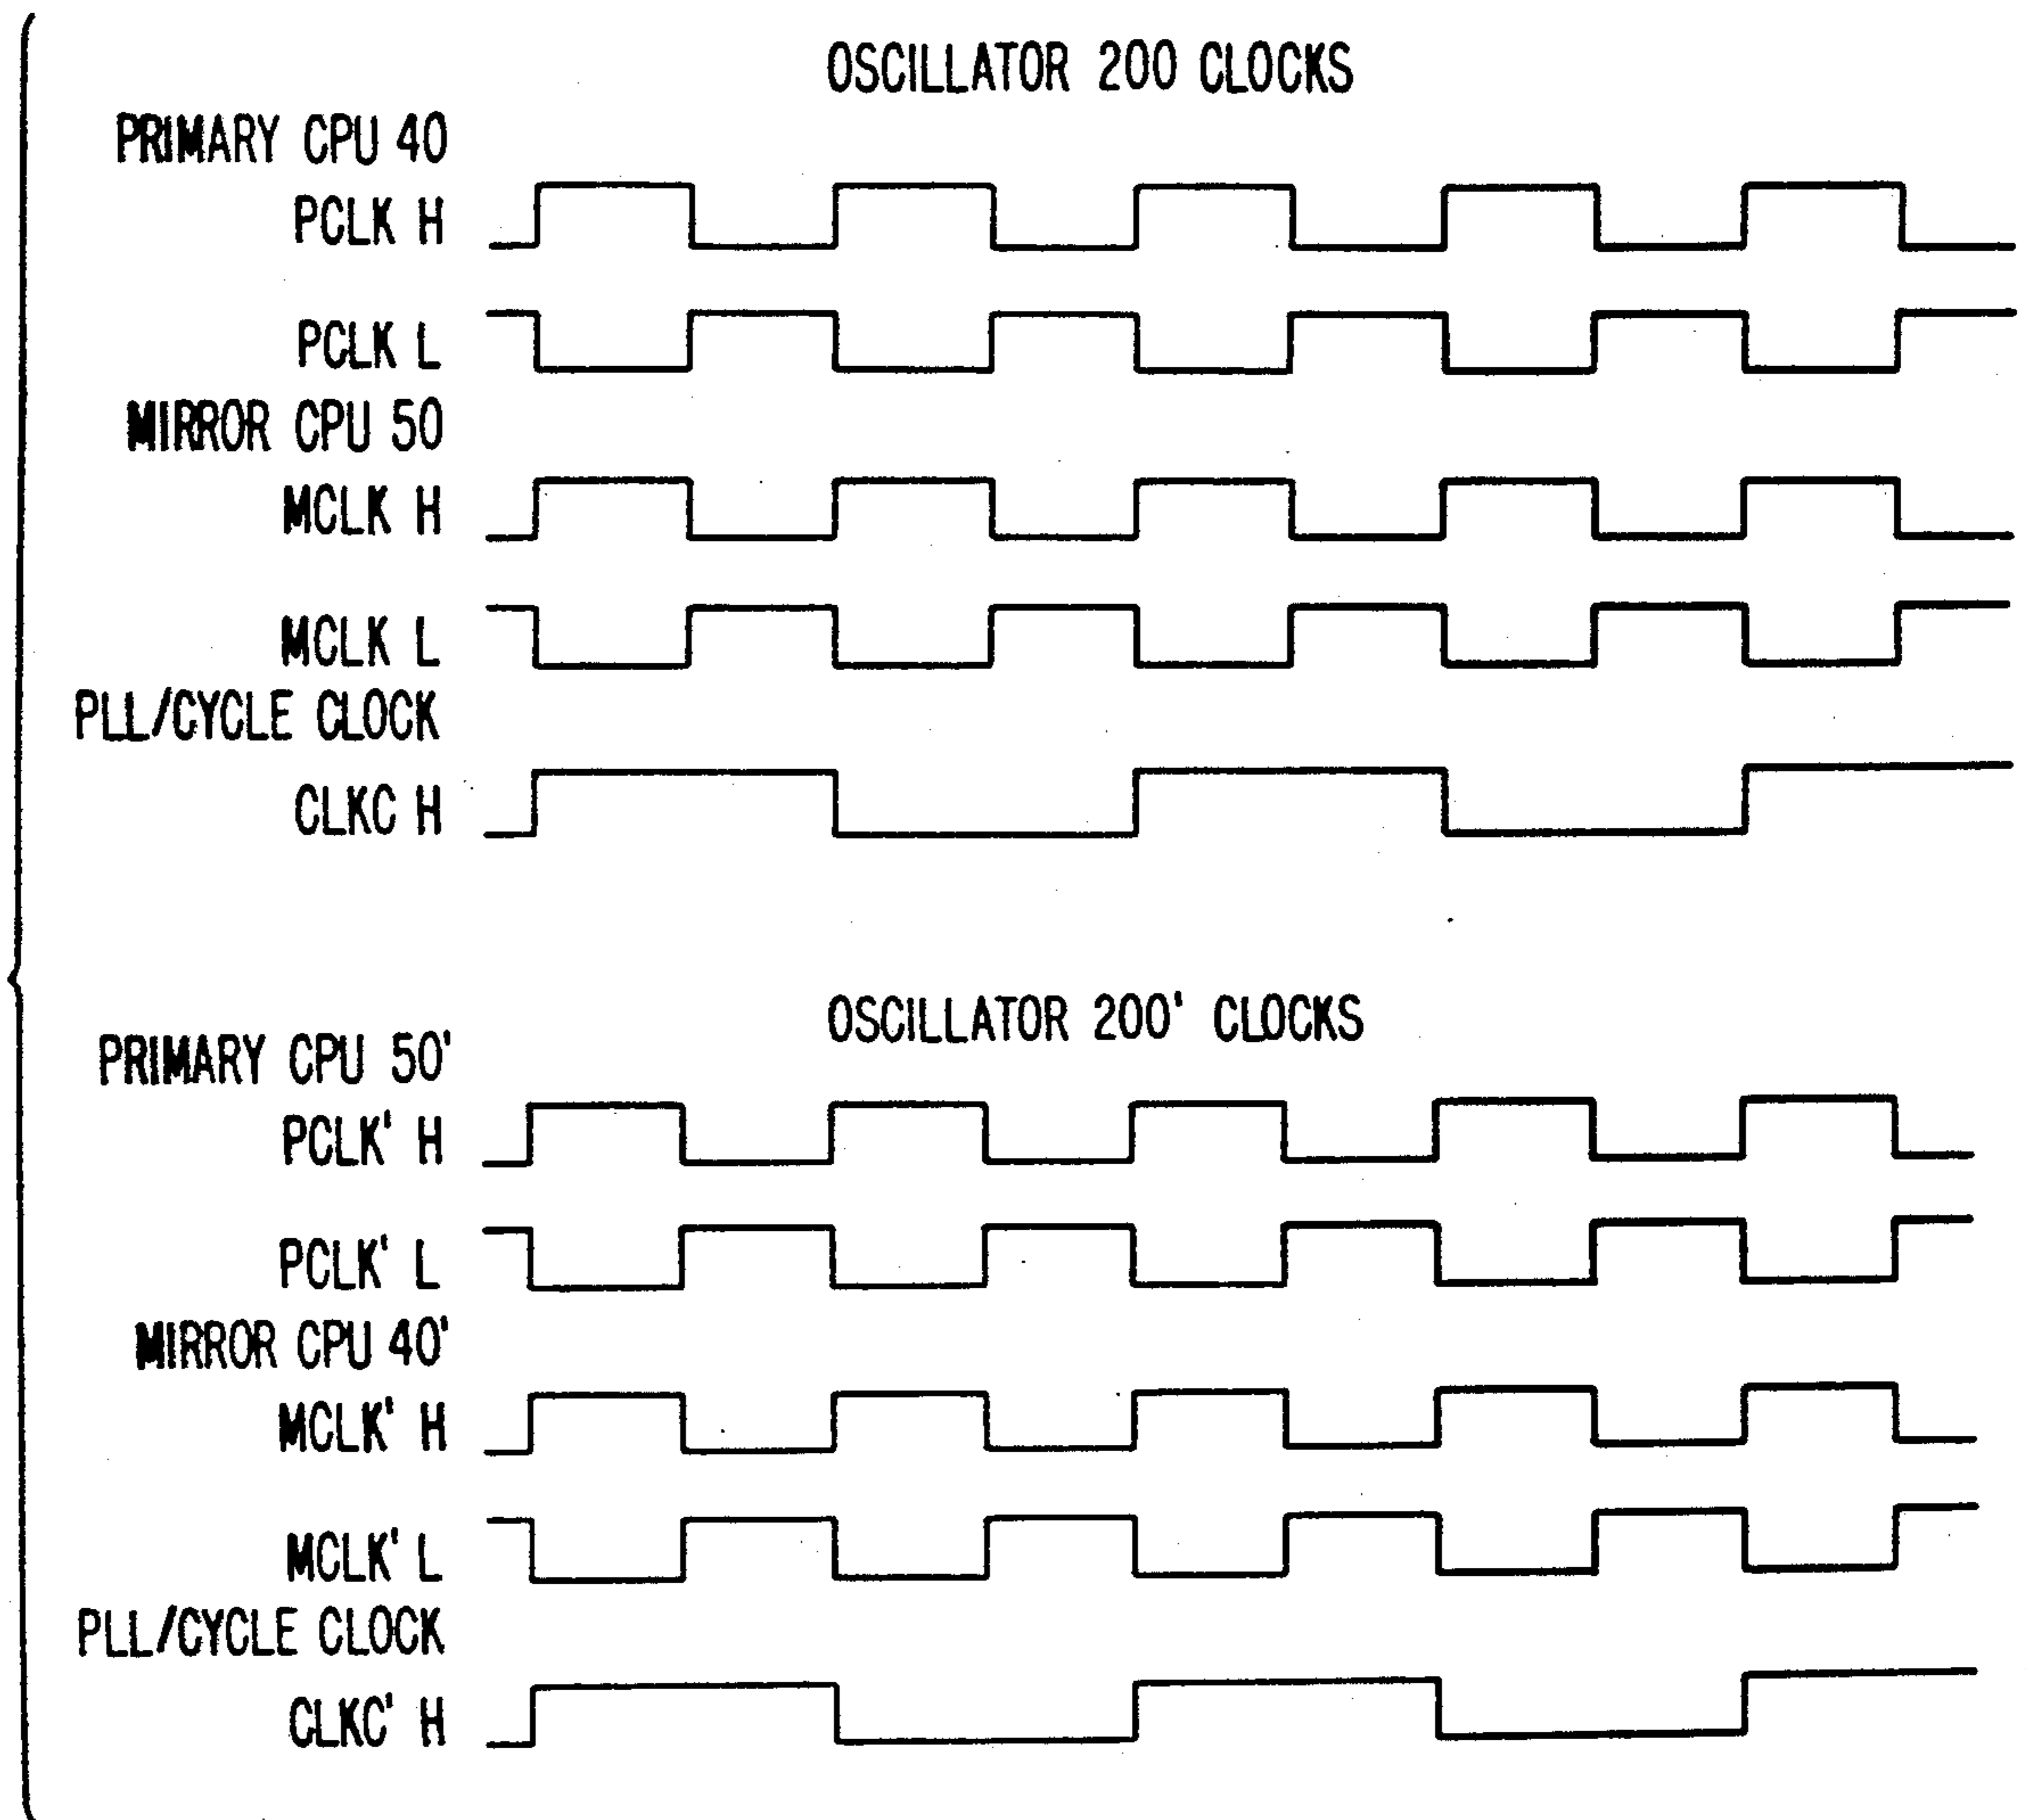 OSCILLATOR 200 CLOCKS
PRIMARY CPU 40
PCLK H
PCLK L
MIRROR CPU 50
MCLK H
MCLK L
PLL/CYCLE CLOCK
CLKC H
OSCILLATOR 200' CLOCKS
PRIMARY CPU 50'
PCLK' H
PCLK' L
MIRROR CPU 40'
MCLK' H
MCLK' L
PLL/CYCLE CLOCK
CLKC' H